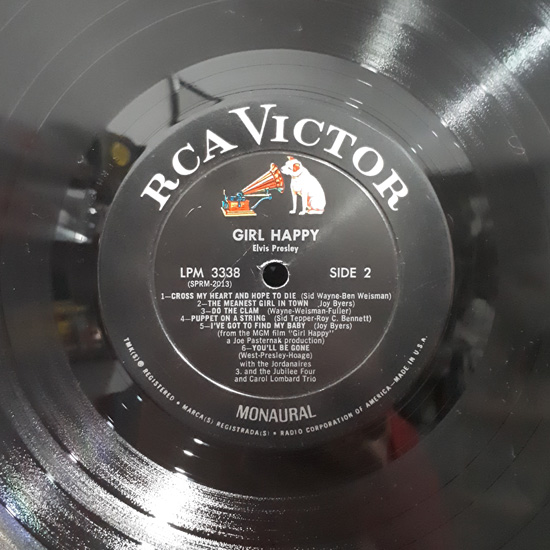 RCA VICTOR
GIRL HAPPY
Elvis Presley
LPM 3338 SIDE 2
(SPRM-2013)
1—CROSS MY HEART AND HOPE TO DIE (Sid Wayne-Ben Weisman)
2—THE MEANEST GIRL IN TOWN (Joy Byers)
3—DO THE CLAM (Wayne-Weisman-Fuller)
4—PUPPET ON A STRING (Sid Tepper-Roy C. Bennett)
5—I'VE GOT TO FIND MY BABY (Joy Byers)
(from the MGM film "Girl Happy"
a Joe Pasternak production)
6—YOU'LL BE GONE
(West-Presley-Hoage)
with the Jordanaires
3. and the Jubilee Four
and Carol Lombard Trio
MONAURAL
TMK(S) ® REGISTERED • MARCA(S) REGISTRADA(S) • RADIO CORPORATION OF AMERICA—MADE IN U.S.A.